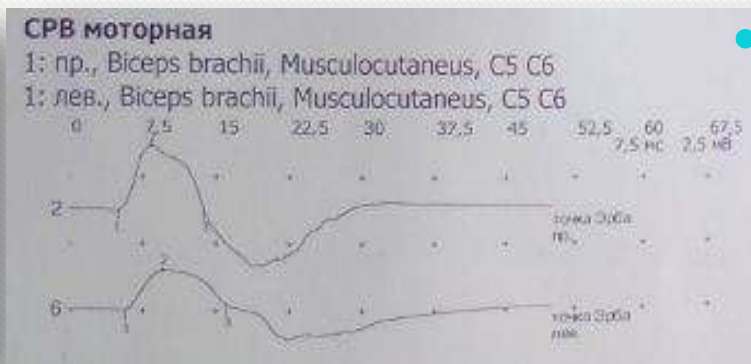 СРВ моторная
1: пр., Biceps brachii, Musculocutaneus, C5 C6
1: лев., Biceps brachii, Musculocutaneus, C5 C6
0 7,5 15 22,5 30 37,5 45 52,5 60 67,5
7,5 мс 2,5 мВ
2
1
3
2
точка Эрба
пр.
2
6
1
3
точка Эрба
лев.